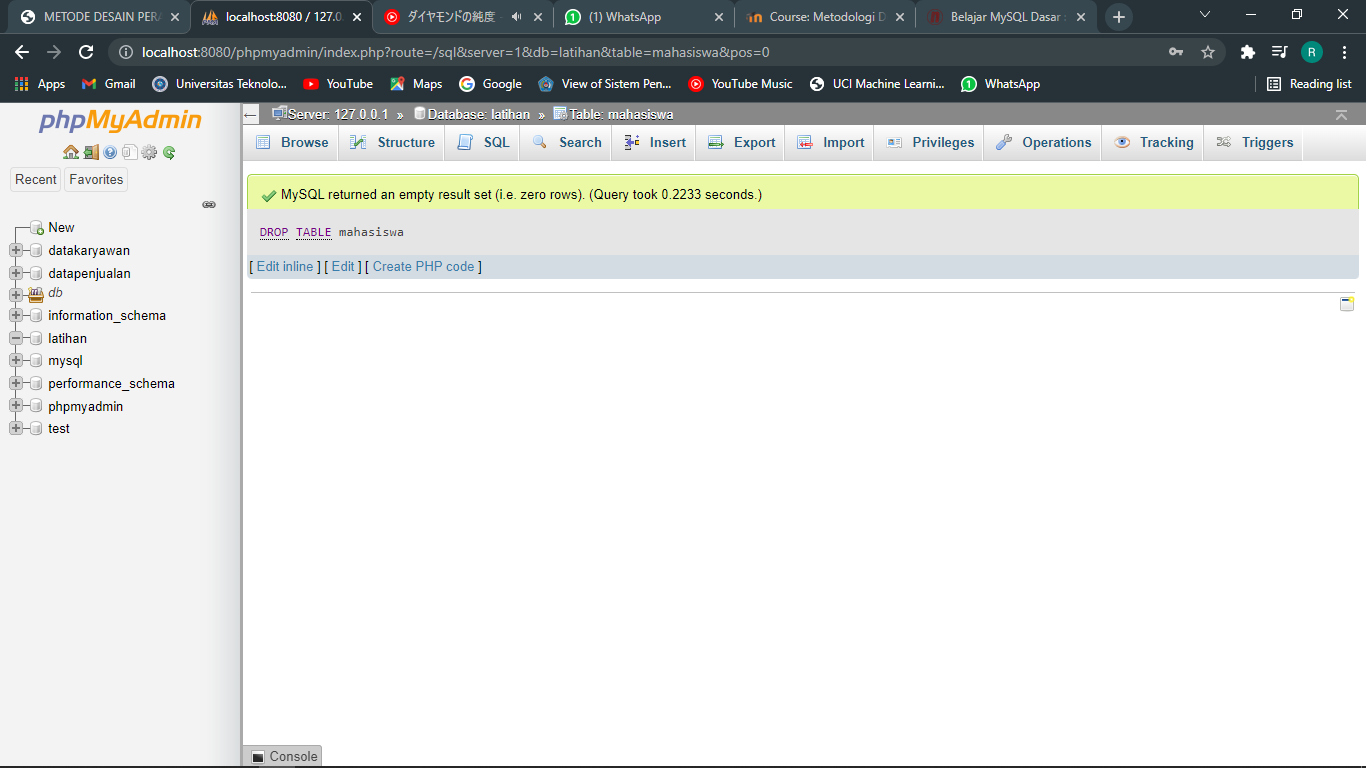 METODE DESAIN PERA
localhost:8080 / 127.0.
ダイヤモンドの純度
(1) WhatsApp
Course: Metodologi D
Belajar MySQL Dasar :
localhost:8080/phpmyadmin/index.php?route=/sql&server=1&db=latihan&table=mahasiswa&pos=0
R
Apps
Gmail
Universitas Teknolo...
YouTube
Maps
Google
View of Sistem Pen...
YouTube Music
UCI Machine Learni...
WhatsApp
Reading list
phpMyAdmin
Recent
Favorites
New
datakaryawan
datapenjualan
db
information_schema
latihan
mysql
performance_schema
phpmyadmin
test
Server: 127.0.0.1 » Database: latihan » Table: mahasiswa
Browse
Structure
SQL
Search
Insert
Export
Import
Privileges
Operations
Tracking
Triggers
MySQL returned an empty result set (i.e. zero rows). (Query took 0.2233 seconds.)
DROP TABLE mahasiswa
[ Edit inline ] [ Edit ] [ Create PHP code ]
Console